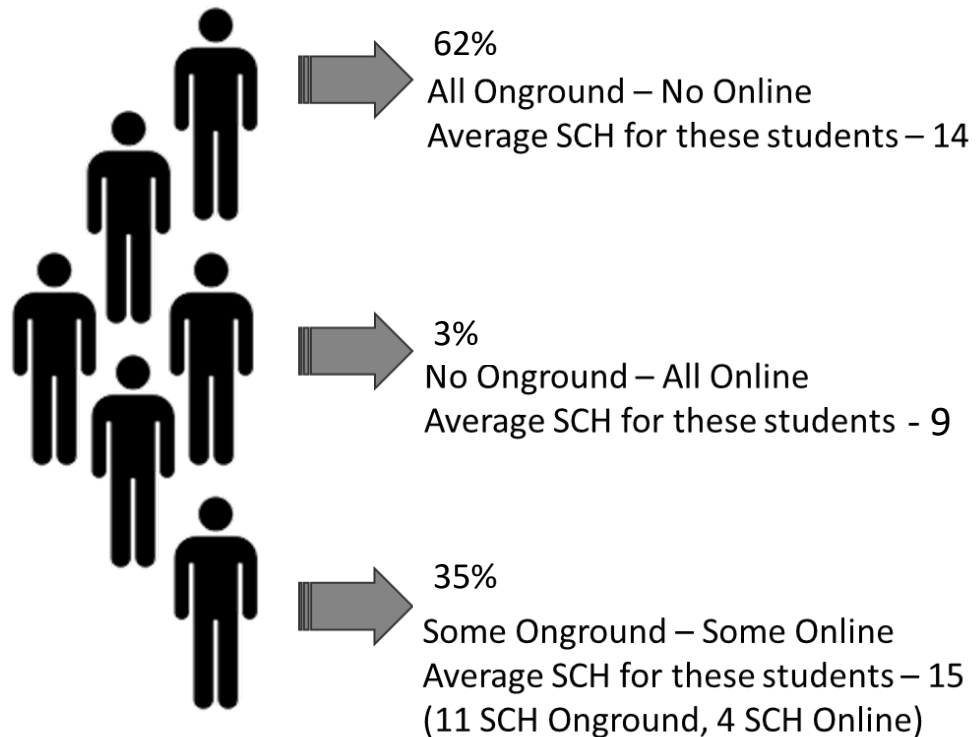 62%
All Onground – No Online
Average SCH for these students – 14
3%
No Onground – All Online
Average SCH for these students - 9
35%
Some Onground – Some Online
Average SCH for these students – 15
(11 SCH Onground, 4 SCH Online)